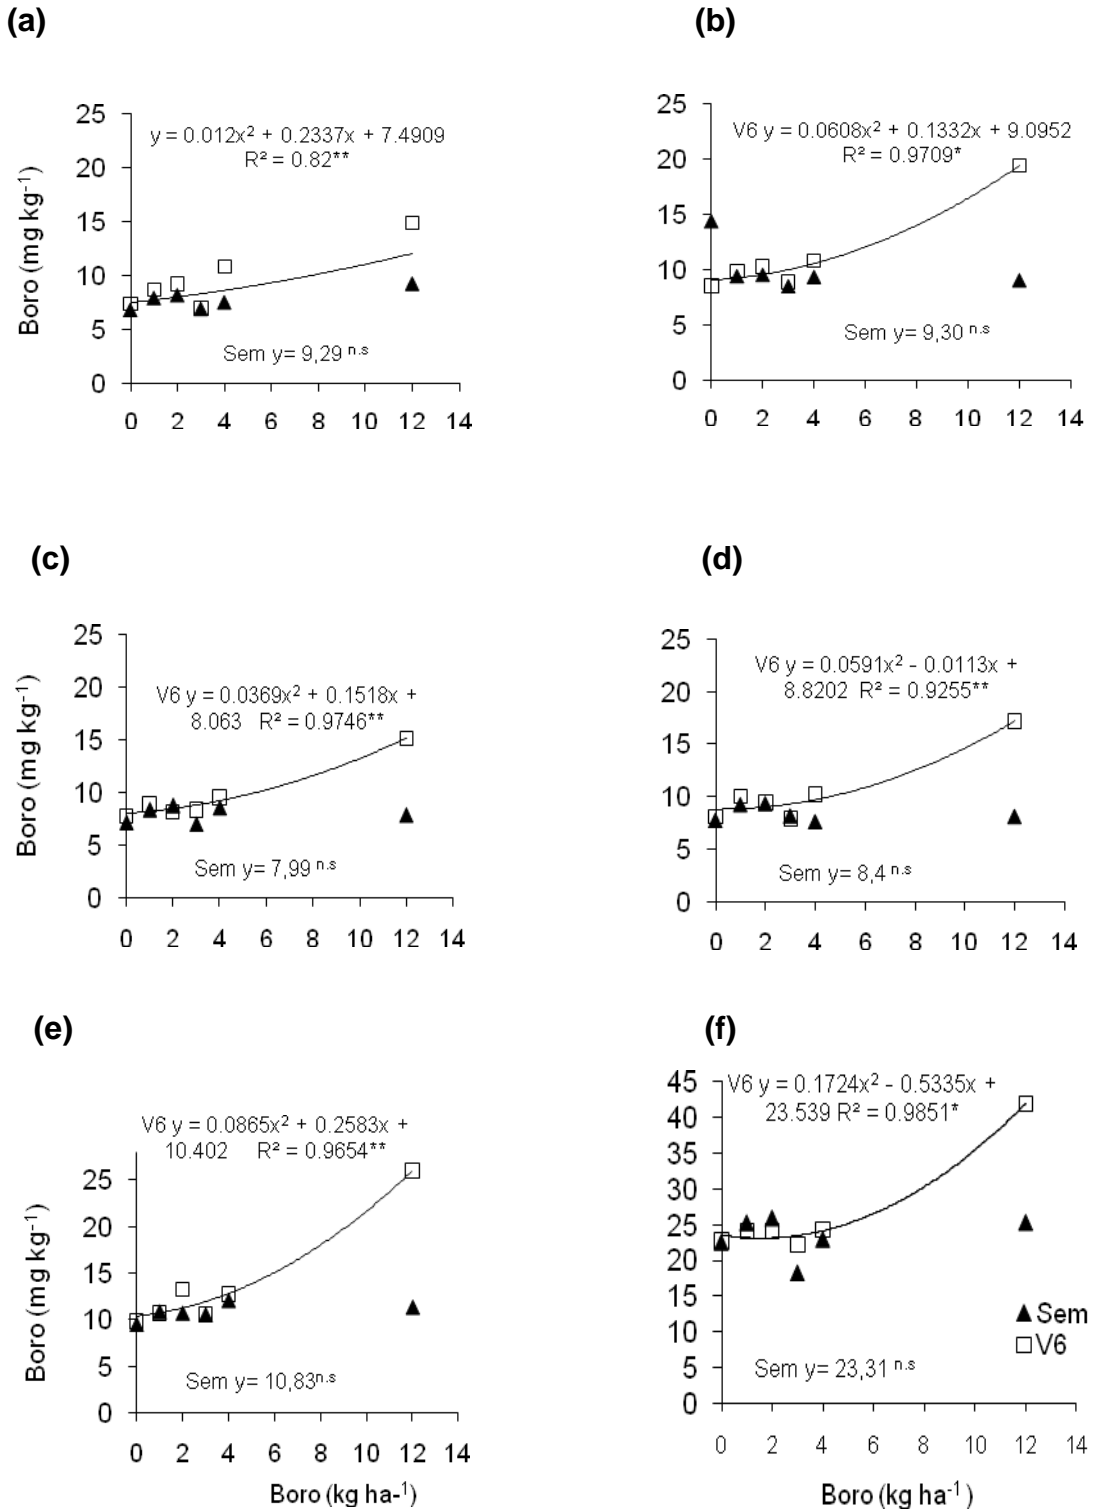 (a)
(b)
25
20
15
10
5
0
Boro (mg kg-1)
y = 0.012x² + 0.2337x + 7.4909
R² = 0.82**
Sem y= 9,29 n.s
0 2 4 6 8 10 12 14
25
20
15
10
5
0
V6 y = 0.0608x² + 0.1332x + 9.0952
R² = 0.9709*
Sem y= 9,30 n.s
0 2 4 6 8 10 12 14
(c)
(d)
25
20
15
10
5
0
Boro (mg kg-1)
V6 y = 0.0369x² + 0.1518x +
8.063 R² = 0.9746**
Sem y= 7,99 n.s
0 2 4 6 8 10 12 14
25
20
15
10
5
0
V6 y = 0.0591x² - 0.0113x +
8.8202 R² = 0.9255**
Sem y= 8,4 n.s
0 2 4 6 8 10 12 14
(e)
(f)
25
20
15
10
5
0
Boro (mg kg-1)
V6 y = 0.0865x² + 0.2583x +
10.402 R² = 0.9654**
Sem y= 10,83n.s
0 2 4 6 8 10 12 14
Boro (kg ha-1)
45
40
35
30
25
20
15
10
5
0
V6 y = 0.1724x² - 0.5335x +
23.539 R² = 0.9851*
Sem
V6
Sem y = 23,31 n.s
0 2 4 6 8 10 12 14
Boro (kg ha-1)